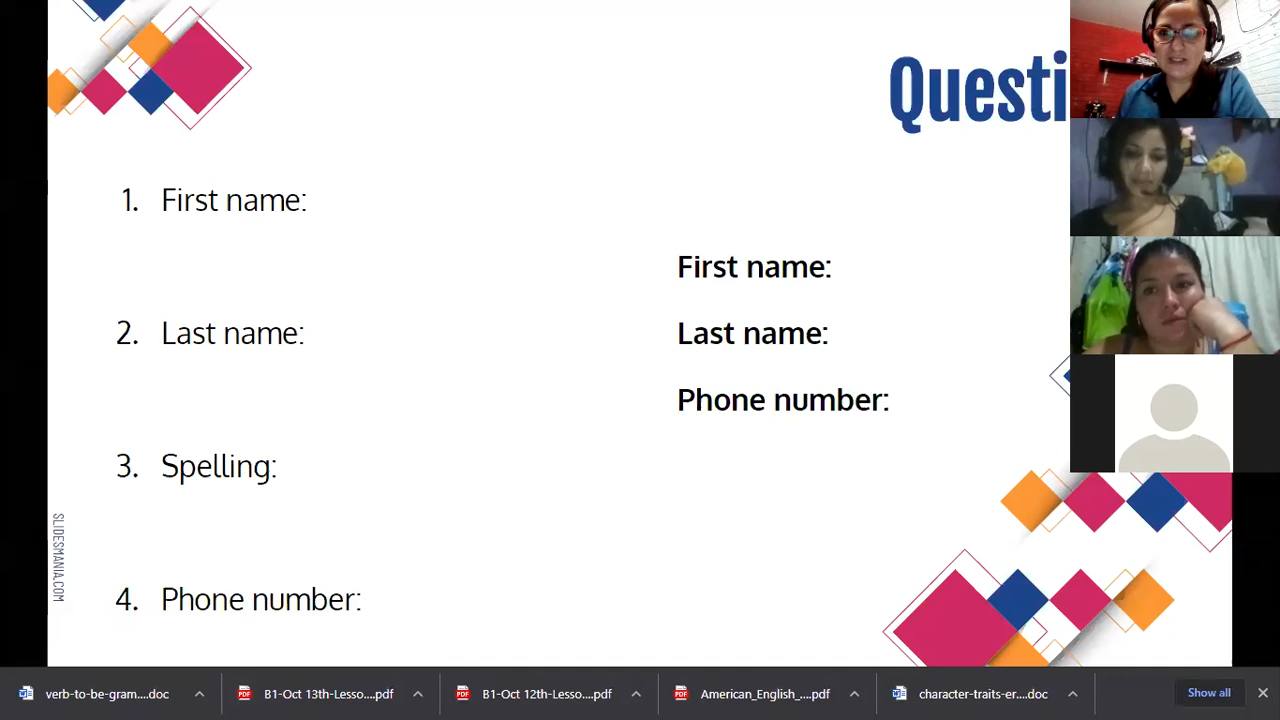 Questi
1. First name:
2. Last name:
3. Spelling:
4. Phone number:
First name:
Last name:
Phone number:
SLIDESMANIA.COM
verb-to-be-gram....doc
B1-Oct 13th-Lesso....pdf
B1-Oct 12th-Lesso....pdf
American_English_....pdf
character-traits-er....doc
Show all